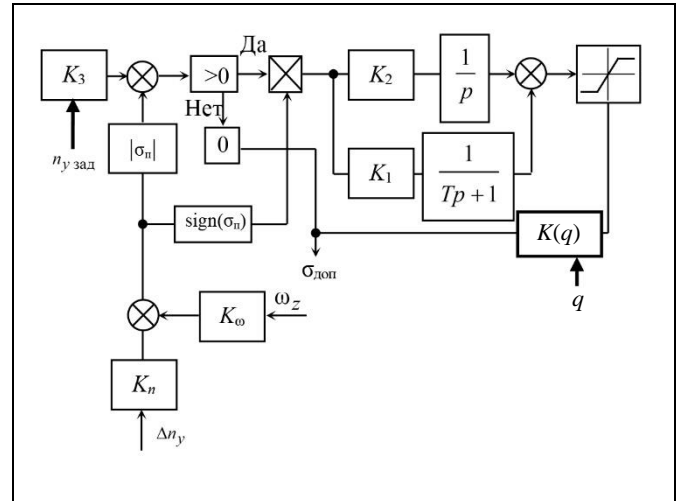 Да
K₃
>0
K₂
1
p
Нет
n_y зад
|σ_п|
0
K₁
1
Tp + 1
sign(σ_п)
σ_доп
K(q)
q
K_ω
ω_z
K_n
Δn_y